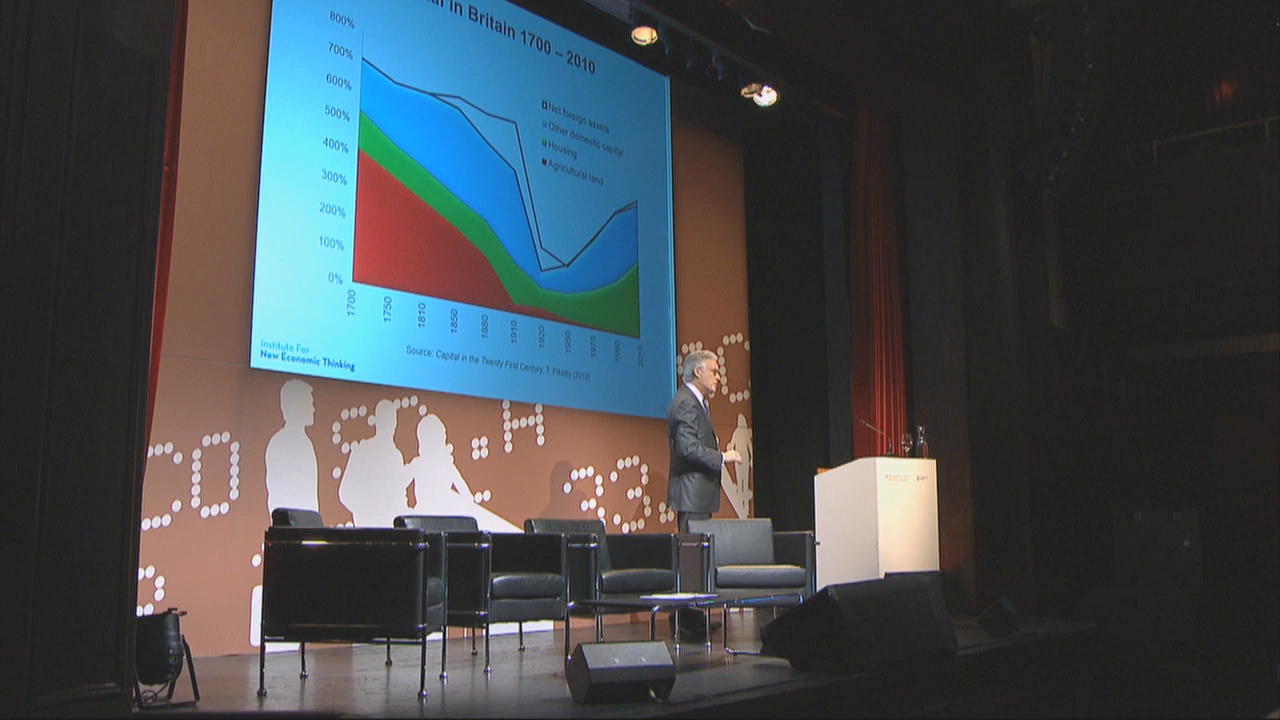 in Britain 1700 – 2010
800%
700%
600%
500%
400%
300%
200%
100%
0%
Net foreign assets
Other domestic capital
Housing
Agricultural land
1700
1750
1810
1850
1880
1910
1920
1950
1970
1990
2010
Source: Capital in the Twenty First Century, T. Piketty (2013)
Institute For
New Economic Thinking